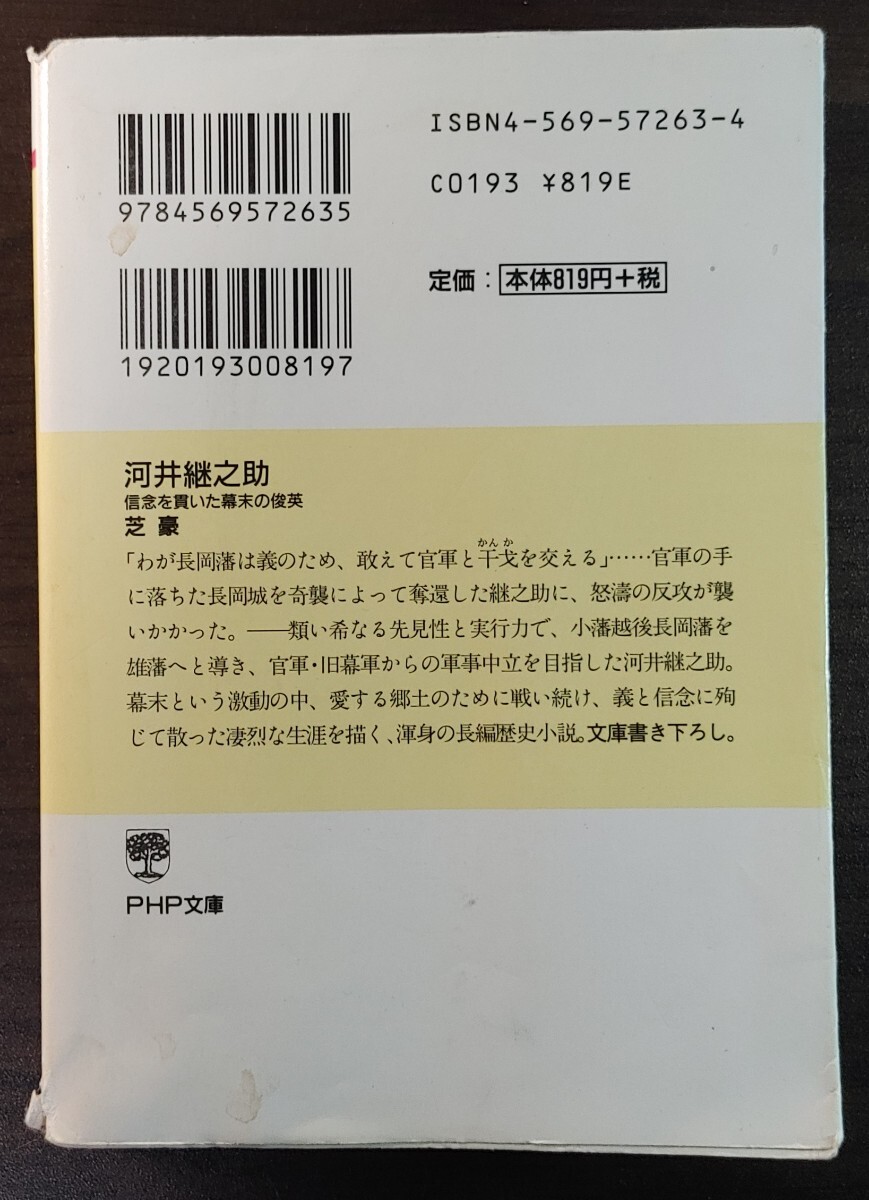 ISBN4-569-57263-4
9784569572635
C0193 ¥819E
定価：本体819円+税
1920193008197
河井継之助
信念を貫いた幕末の俊英
芝 豪
「わが長岡藩は義のため、敢えて官軍と干戈を交える」……官軍の手
かんか
に落ちた長岡城を奇襲によって奪還した継之助に、怒濤の反攻が襲
いかかった。――類い希なる先見性と実行力で、小藩越後長岡藩を
雄藩へと導き、官軍・旧幕軍からの軍事中立を目指した河井継之助。
幕末という激動の中、愛する郷土のために戦い続け、義と信念に殉
じて散った凄烈な生涯を描く、渾身の長編歴史小説。文庫書き下ろし。
PHP文庫